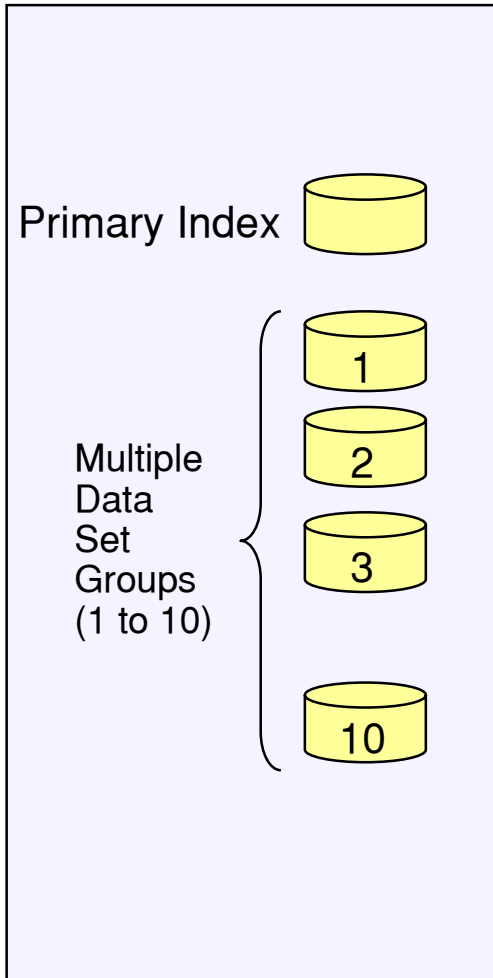 Primary Index
1
2
3
Multiple
Data
Set
Groups
(1 to 10)
10